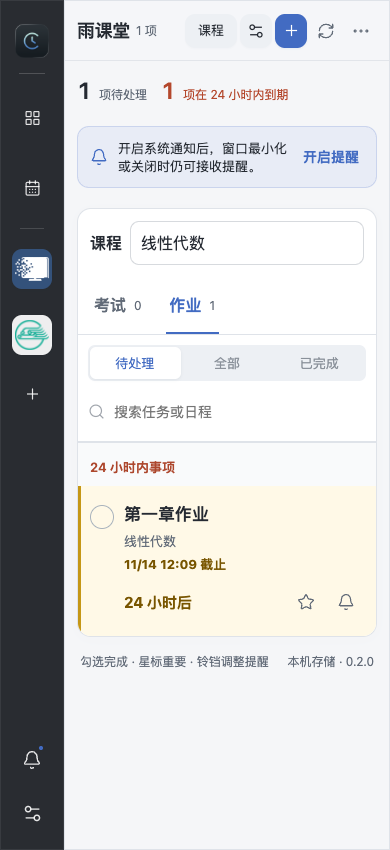 雨课堂 1 项 课程
1 项待处理 1 项在 24 小时内到期
开启系统通知后，窗口最小化
或关闭时仍可接收提醒。
开启提醒
课程 线性代数
考试 0 作业 1
待处理 全部 已完成
搜索任务或日程
24 小时内事项
第一章作业
线性代数
11/14 12:09 截止
24 小时后
勾选完成 · 星标重要 · 铃铛调整提醒 本机存储 · 0.2.0